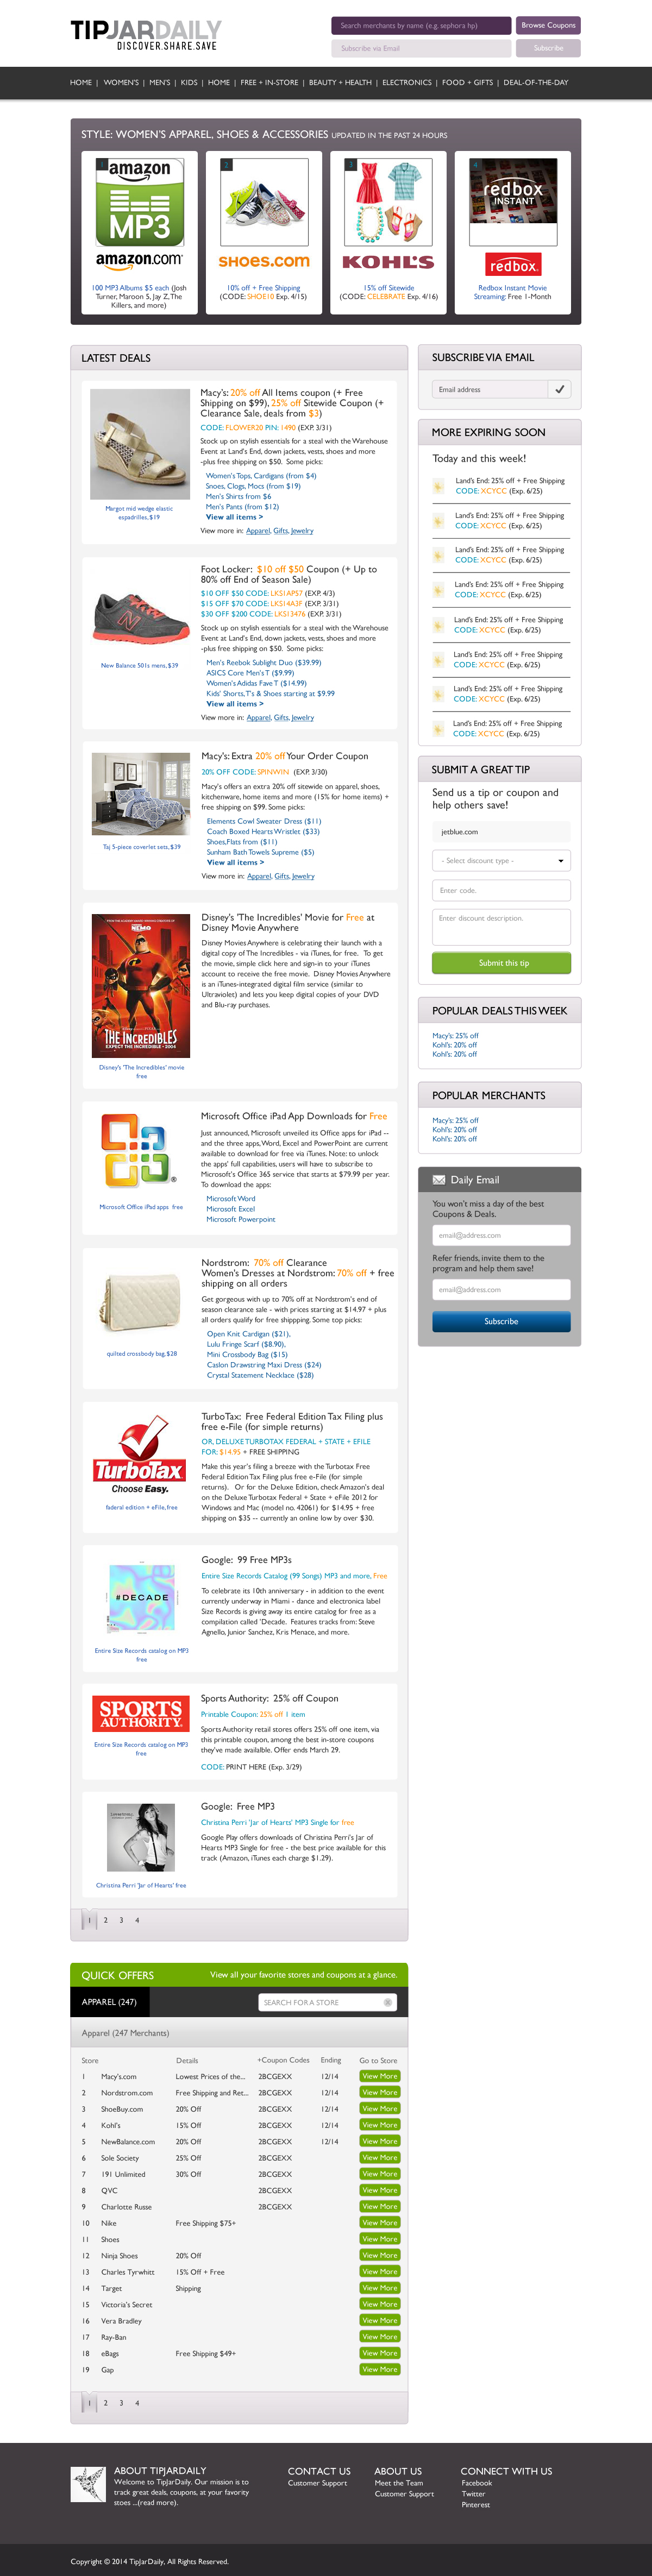 TIPJARDAILY
DISCOVER.SHARE.SAVE
Search merchants by name (e.g. sephora hp)
Browse Coupons
Subscribe via Email
Subscribe
HOME | WOMEN'S | MEN'S | KIDS | HOME | FREE + IN-STORE | BEAUTY + HEALTH | ELECTRONICS | FOOD + GIFTS | DEAL-OF-THE-DAY
STYLE: WOMEN'S APPAREL, SHOES & ACCESSORIES UPDATED IN THE PAST 24 HOURS
1
amazon
MP3
amazon.com
100 MP3 Albums $5 each (Josh
Turner, Maroon 5, Jay Z, The
Killers, and more)
2
SHOES.COM
10% off + Free Shipping
(CODE: SHOE10 Exp. 4/15)
3
KOHL'S
15% off Sitewide
(CODE: CELEBRATE Exp. 4/16)
4
redbox
INSTANT
redbox.
Redbox Instant Movie
Streaming: Free 1-Month
LATEST DEALS
Macy's: 20% off All Items coupon (+ Free
Shipping on $99), 25% off Sitewide Coupon (+
Clearance Sale, deals from $3)
CODE: FLOWER20 PIN: 1490 (EXP. 3/31)
Stock up on stylish essentials for a steal with the Warehouse
Event at Land's End, down jackets, vests, shoes and more
-plus free shipping on $50. Some picks:
Women's Tops, Cardigans (from $4)
Snoes, Clogs, Mocs (from $19)
Men's Shirts from $6
Men's Pants (from $12)
View all items >
View more in: Apparel, Gifts, Jewelry
Margot mid wedge elastic
espadrilles, $19
Foot Locker: $10 off $50 Coupon (+ Up to
80% off End of Season Sale)
$10 OFF $50 CODE: LKS1AP57 (EXP. 4/3)
$15 OFF $70 CODE: LKS14A3F (EXP. 3/31)
$30 OFF $200 CODE: LKS13476 (EXP. 3/31)
Stock up on stylish essentials for a steal with the Warehouse
Event at Land's End, down jackets, vests, shoes and more
-plus free shipping on $50. Some picks:
Men's Reebok Sublight Duo ($39.99)
ASICS Core Men's T ($9.99)
Women's Adidas Fave T ($14.99)
Kids' Shorts, T's & Shoes starting at $9.99
View all items >
View more in: Apparel, Gifts, Jewelry
New Balance 501s mens, $39
Macy's: Extra 20% off Your Order Coupon
20% OFF CODE: SPINWIN (EXP. 3/30)
Macy's offers an extra 20% off sitewide on apparel, shoes,
kitchenware, home items and more (15% for home items) +
free shipping on $99. Some picks:
Elements Cowl Sweater Dress ($11)
Coach Boxed Hearts Wristlet ($33)
Shoes,Flats from ($11)
Sunham Bath Towels Supreme ($5)
View all items >
View more in: Apparel, Gifts, Jewelry
Taj 5-piece coverlet sets, $39
Disney's 'The Incredibles' Movie for Free at
Disney Movie Anywhere
Disney Movies Anywhere is celebrating their launch with a
digital copy of The Incredibles - via iTunes, for free. To get
the movie, simple click here and sign-in to your iTunes
account to receive the free movie. Disney Movies Anywhere
is an iTunes-integrated digital film service (similar to
Ultraviolet) and lets you keep digital copies of your DVD
and Blu-ray purchases.
NEMO
THE INCREDIBLES
EXPECT THE INCREDIBLE • 2004
Disney's 'The Incredibles' movie
free
Microsoft Office iPad App Downloads for Free
Just announced, Microsoft unveiled its Office apps for iPad --
and the three apps, Word, Excel and PowerPoint are current
available to download for free via iTunes. Note: to unlock
the apps' full capabilities, users will have to subscribe to
Microsoft's Office 365 service that starts at $79.99 per year.
To download the apps:
Microsoft Word
Microsoft Excel
Microsoft Powerpoint
Microsoft Office iPad apps free
Nordstrom: 70% off Clearance
Women's Dresses at Nordstrom: 70% off + free
shipping on all orders
Get gorgeous with up to 70% off at Nordstrom's end of
season clearance sale - with prices starting at $14.97 + plus
all orders qualify for free shipping. Some top picks:
Open Knit Cardigan ($21),
Lulu Fringe Scarf ($8.90),
Mini Crossbody Bag ($15)
Caslon Drawstring Maxi Dress ($24)
Crystal Statement Necklace ($28)
quilted crossbody bag, $28
TurboTax: Free Federal Edition Tax Filing plus
free e-File (for simple returns)
OR, DELUXE TURBOTAX FEDERAL + STATE + EFILE
FOR: $14.95 + FREE SHIPPING
Make this year's filing a breeze with the Turbotax Free
Federal Edition Tax Filing plus free e-File (for simple
returns). Or for the Deluxe Edition, check Amazon's deal
on the Deluxe Turbotax Federal + State + eFile 2012 for
Windows and Mac (model no. 42061) for $14.95 + free
shipping on $35 -- currently an online low by over $30.
TurboTax
Choose Easy.
faderal edition + eFile, free
Google: 99 Free MP3s
Entire Size Records Catalog (99 Songs) MP3 and more, Free
To celebrate its 10th anniversary - in addition to the event
currently underway in Miami - dance and electronica label
Size Records is giving away its entire catalog for free as a
compilation called 'Decade. Features tracks from: Steve
Agnello, Junior Sanchez, Kris Menace, and more.
#DECADE
Entire Size Records catalog on MP3
free
Sports Authority: 25% off Coupon
Printable Coupon: 25% off 1 item
Sports Authority retail stores offers 25% off one item, via
this printable coupon, among the best in-store coupons
they've made availalble. Offer ends March 29.
CODE: PRINT HERE (Exp. 3/29)
SPORTS
AUTHORITY
Entire Size Records catalog on MP3
free
Google: Free MP3
Christina Perri 'Jar of Hearts' MP3 Single for free
Google Play offers downloads of Christina Perri's Jar of
Hearts MP3 Single for free - the best price available for this
track (Amazon, iTunes each charge $1.29).
Christina Perri 'Jar of Hearts' free
1 2 3 4
SUBSCRIBE VIA EMAIL
Email address
MORE EXPIRING SOON
Today and this week!
Land's End: 25% off + Free Shipping
CODE: XCYCC (Exp. 6/25)
Land's End: 25% off + Free Shipping
CODE: XCYCC (Exp. 6/25)
Land's End: 25% off + Free Shipping
CODE: XCYCC (Exp. 6/25)
Land's End: 25% off + Free Shipping
CODE: XCYCC (Exp. 6/25)
Land's End: 25% off + Free Shipping
CODE: XCYCC (Exp. 6/25)
Land's End: 25% off + Free Shipping
CODE: XCYCC (Exp. 6/25)
Land's End: 25% off + Free Shipping
CODE: XCYCC (Exp. 6/25)
Land's End: 25% off + Free Shipping
CODE: XCYCC (Exp. 6/25)
SUBMIT A GREAT TIP
Send us a tip or coupon and
help others save!
jetblue.com
- Select discount type -
Enter code.
Enter discount description.
Submit this tip
POPULAR DEALS THIS WEEK
Macy's: 25% off
Kohl's: 20% off
Kohl's: 20% off
POPULAR MERCHANTS
Macy's: 25% off
Kohl's: 20% off
Kohl's: 20% off
Daily Email
You won't miss a day of the best
Coupons & Deals.
email@address.com
Refer friends, invite them to the
program and help them save!
email@address.com
Subscribe
QUICK OFFERS
View all your favorite stores and coupons at a glance.
APPAREL (247)
SEARCH FOR A STORE
Apparel (247 Merchants)
Store Details +Coupon Codes Ending Go to Store
1 Macy's.com Lowest Prices of the... 2BCGEXX 12/14 View More
2 Nordstrom.com Free Shipping and Ret... 2BCGEXX 12/14 View More
3 ShoeBuy.com 20% Off 2BCGEXX 12/14 View More
4 Kohl's 15% Off 2BCGEXX 12/14 View More
5 NewBalance.com 20% Off 2BCGEXX 12/14 View More
6 Sole Society 25% Off 2BCGEXX View More
7 191 Unlimited 30% Off 2BCGEXX View More
8 QVC 2BCGEXX View More
9 Charlotte Russe 2BCGEXX View More
10 Nike Free Shipping $75+ View More
11 Shoes View More
12 Ninja Shoes 20% Off View More
13 Charles Tyrwhitt 15% Off + Free View More
14 Target Shipping View More
15 Victoria's Secret View More
16 Vera Bradley View More
17 Ray-Ban View More
18 eBags Free Shipping $49+ View More
19 Gap View More
1 2 3 4
ABOUT TIPJARDAILY
Welcome to TipJarDaily. Our mission is to
track great deals, coupons, at your favority
stoes ...(read more).
CONTACT US
Customer Support
ABOUT US
Meet the Team
Customer Support
CONNECT WITH US
Facebook
Twitter
Pinterest
Copyright © 2014 TipJarDaily, All Rights Reserved.